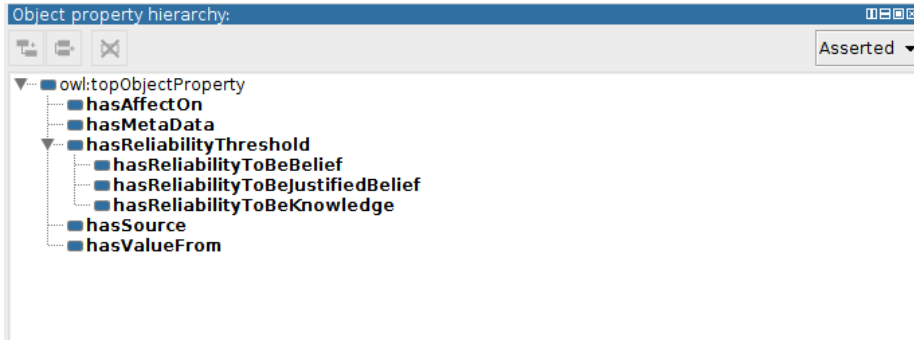 Object property hierarchy:
Asserted
owl:topObjectProperty
hasAffectOn
hasMetaData
hasReliabilityThreshold
hasReliabilityToBeBelief
hasReliabilityToBeJustifiedBelief
hasReliabilityToBeKnowledge
hasSource
hasValueFrom